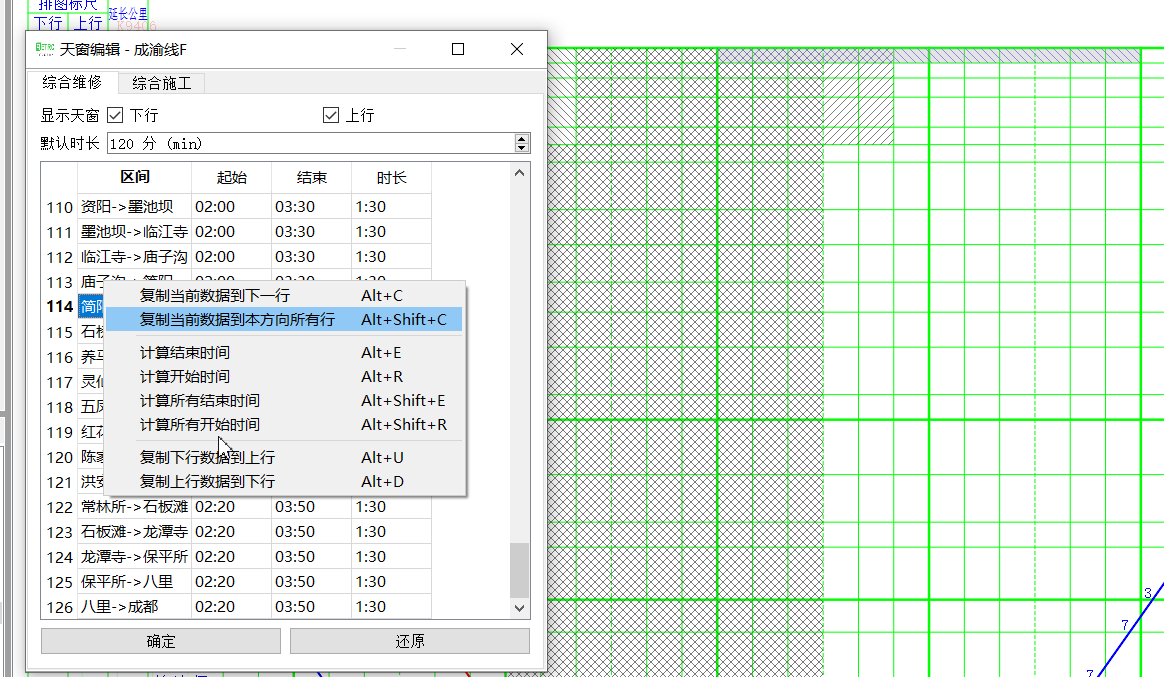 排图标尺
延长公里
下行 上行
K9406
天窗编辑 - 成渝线F
综合维修 综合施工
显示天窗 下行 上行
默认时长 120 分 (min)
区间 起始 结束 时长
110 资阳->墨池坝 02:00 03:30 1:30
111 墨池坝->临江寺 02:00 03:30 1:30
112 临江寺->庙子沟 02:00 03:30 1:30
113 庙子沟->简阳 02:00 03:30 1:30
114 简阳
115 石
116 养马
117 灵仙
118 五凤
119 红花
120 陈家
121 洪安
复制当前数据到下一行 Alt+C
复制当前数据到本方向所有行 Alt+Shift+C
计算结束时间 Alt+E
计算开始时间 Alt+R
计算所有结束时间 Alt+Shift+E
计算所有开始时间 Alt+Shift+R
复制下行数据到上行 Alt+U
复制上行数据到下行 Alt+D
122 常林所->石板滩 02:20 03:50 1:30
123 石板滩->龙潭寺 02:20 03:50 1:30
124 龙潭寺->保平所 02:20 03:50 1:30
125 保平所->八里 02:20 03:50 1:30
126 八里->成都 02:20 03:50 1:30
确定 还原
3
7
7